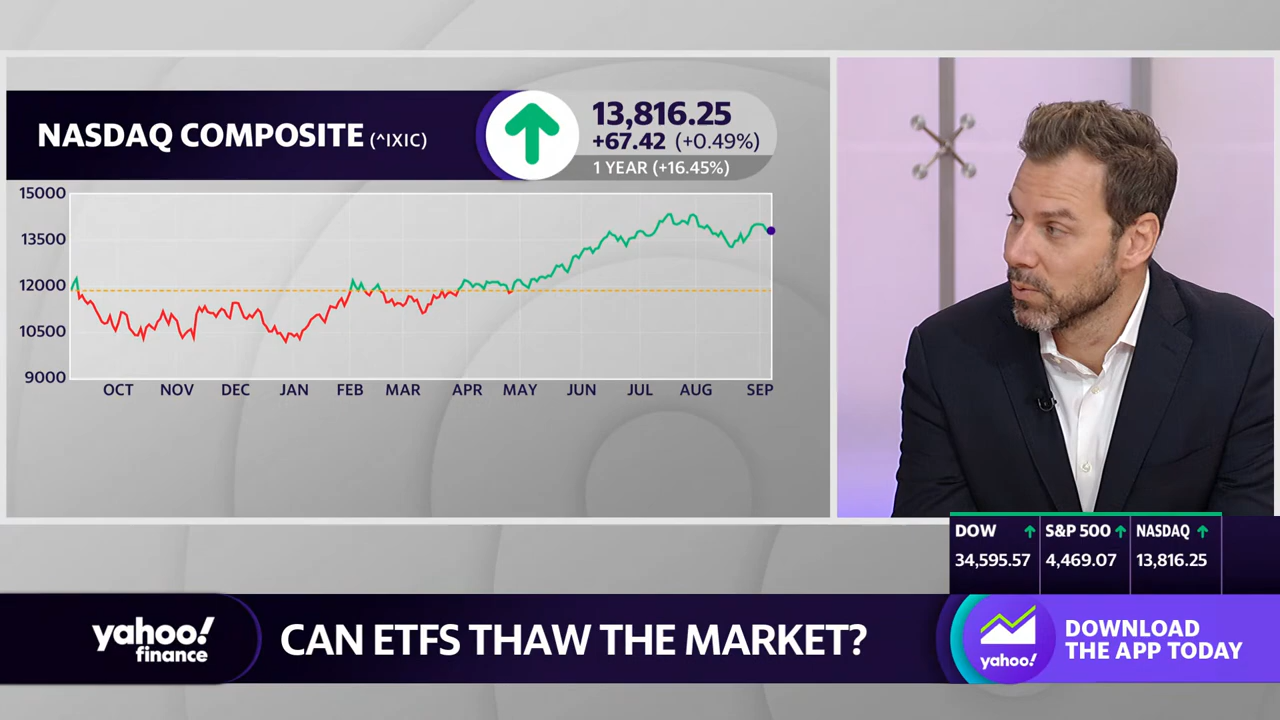 NASDAQ COMPOSITE (^IXIC)
13,816.25
+67.42 (+0.49%)
1 YEAR (+16.45%)
15000
13500
12000
10500
9000
OCT NOV DEC JAN FEB MAR APR MAY JUN JUL AUG SEP
DOW S&P 500 NASDAQ
34,595.57 4,469.07 13,816.25
yahoo!
finance
CAN ETFS THAW THE MARKET?
yahoo!
DOWNLOAD
THE APP TODAY